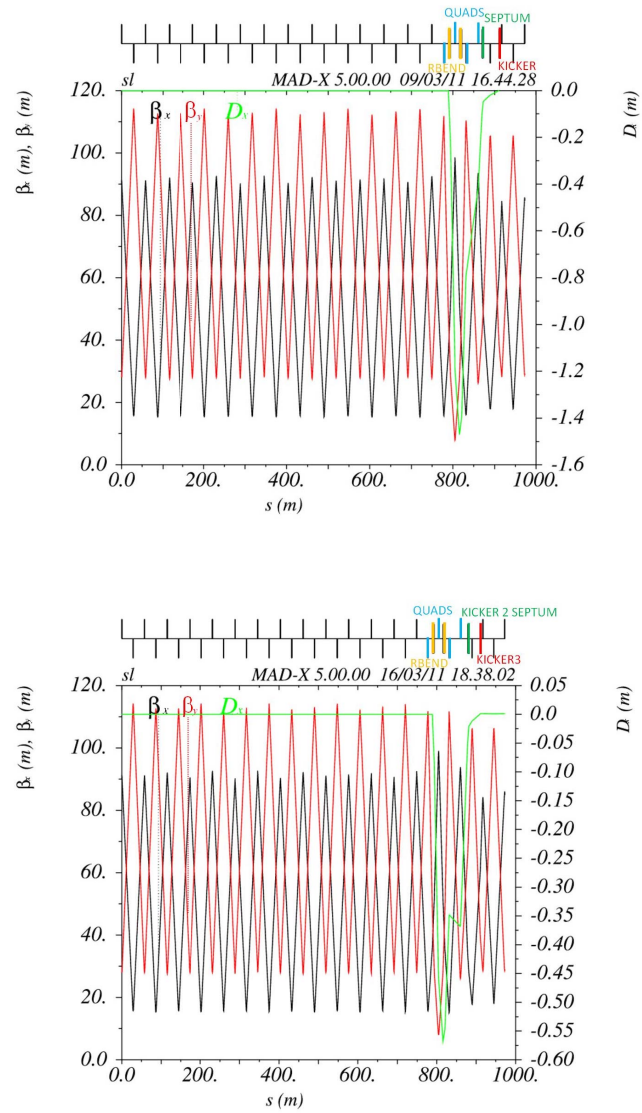 QUADS
SEPTUM
RBEND
KICKER
sl MAD-X 5.00.00 09/03/11 16.44.28
120. 0.0
βx βy Dx
100. -0.2
80. -0.4
60. -0.6
40. -0.8
20. -1.0
0.0 -1.2
-1.4
-1.6
βx (m), βy (m)
Dx (m)
0.0 200. 400. 600. 800. 1000.
s (m)
QUADS KICKER 2 SEPTUM
RBEND KICKER3
sl MAD-X 5.00.00 16/03/11 18.38.02
120. 0.05
βx βy Dx
100. 0.0
80. -0.05
60. -0.10
40. -0.15
20. -0.20
0.0 -0.25
-0.30
-0.35
-0.40
-0.45
-0.50
-0.55
-0.60
βx (m), βy (m)
Dx (m)
0.0 200. 400. 600. 800. 1000.
s (m)